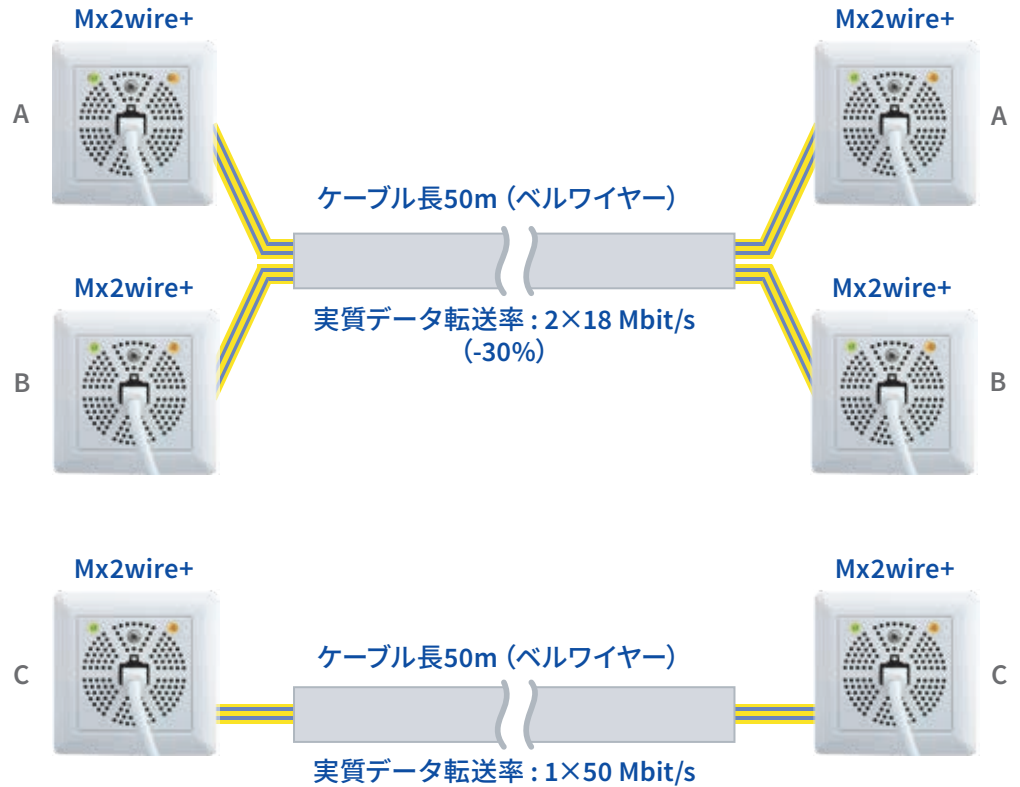 Mx2wire+
Mx2wire+
A
A
ケーブル長50m（ベルワイヤー）
Mx2wire+
Mx2wire+
実質データ転送率 : 2×18 Mbit/s
（-30%）
B
B
Mx2wire+
Mx2wire+
ケーブル長50m（ベルワイヤー）
C
C
実質データ転送率 : 1×50 Mbit/s